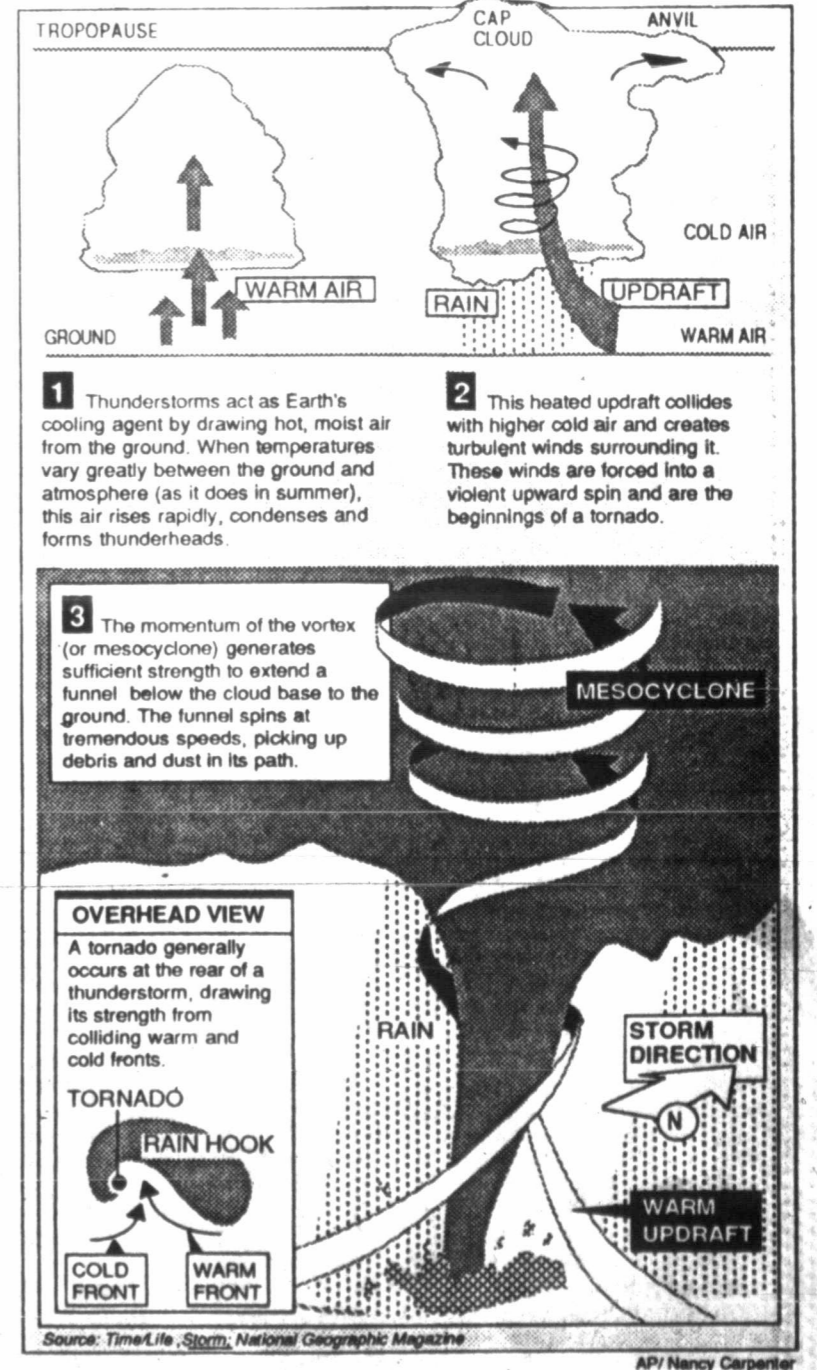 TROPOPAUSE
CAP
CLOUD
ANVIL
COLD AIR
WARM AIR
RAIN
UPDRAFT
GROUND
WARM AIR
1 Thunderstorms act as Earth's
cooling agent by drawing hot, moist air
from the ground. When temperatures
vary greatly between the ground and
atmosphere (as it does in summer),
this air rises rapidly, condenses and
forms thunderheads.
2 This heated updraft collides
with higher cold air and creates
turbulent winds surrounding it.
These winds are forced into a
violent upward spin and are the
beginnings of a tornado.
3 The momentum of the vortex
(or mesocyclone) generates
sufficient strength to extend a
funnel below the cloud base to the
ground. The funnel spins at
tremendous speeds, picking up
debris and dust in its path.
MESOCYCLONE
OVERHEAD VIEW
A tornado generally
occurs at the rear of a
thunderstorm, drawing
its strength from
colliding warm and
cold fronts.
TORNADO
RAIN HOOK
COLD
FRONT
WARM
FRONT
RAIN
STORM
DIRECTION
N
WARM
UPDRAFT
Source: Time/Life ,Storm; National Geographic Magazine
AP/ Nancy Carpenter